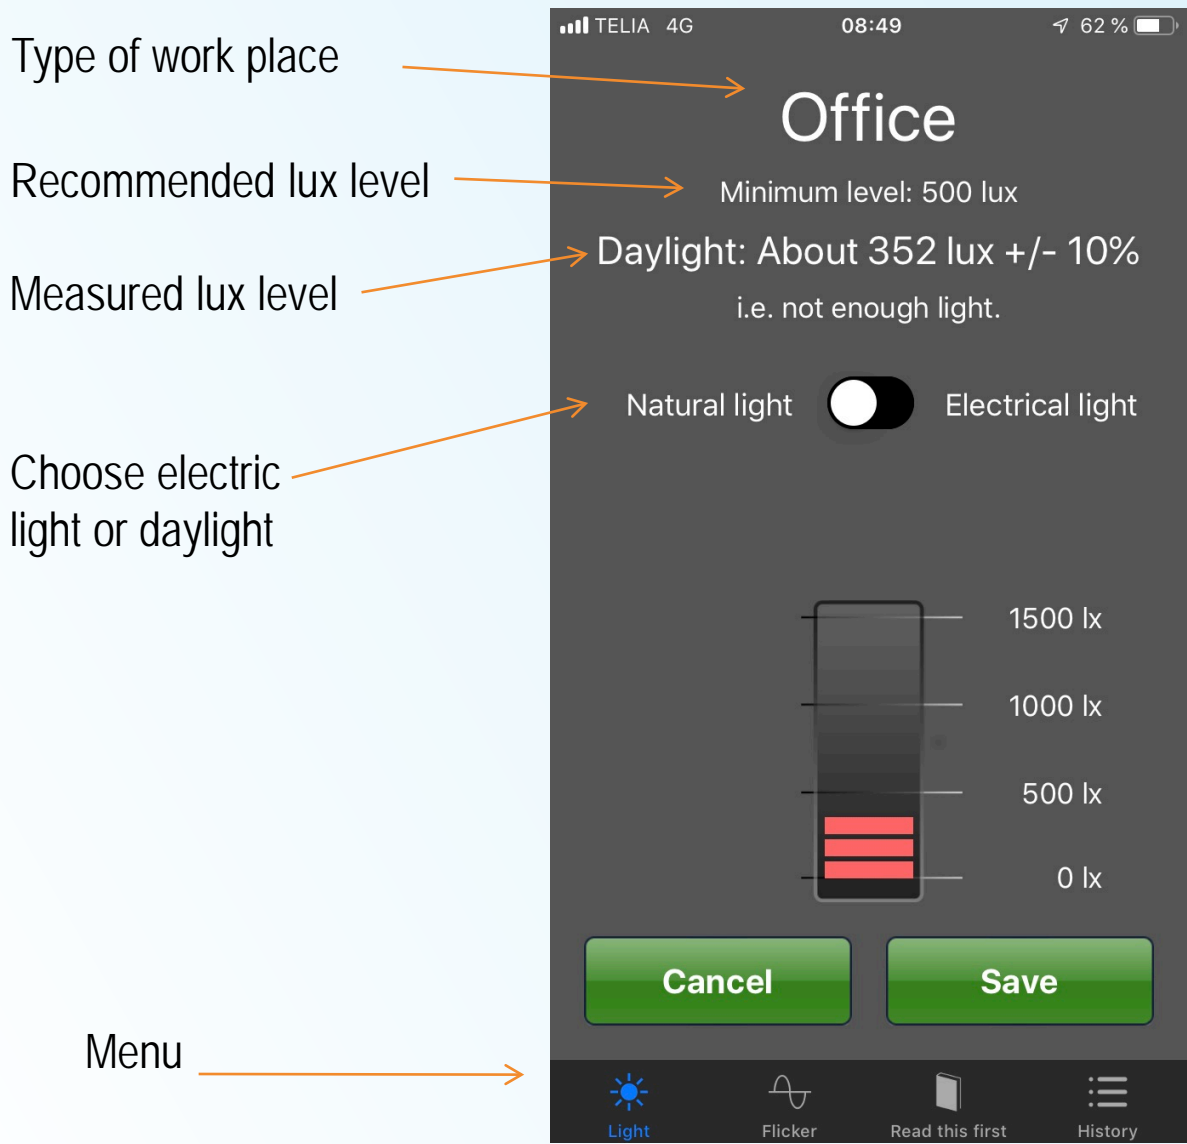 Type of work place
Recommended lux level
Measured lux level
Choose electric
light or daylight
Menu
TELIA 4G 08:49 62 %
Office
Minimum level: 500 lux
Daylight: About 352 lux +/- 10%
i.e. not enough light.
Natural light Electrical light
1500 lx
1000 lx
500 lx
0 lx
Cancel Save
Light Flicker Read this first History